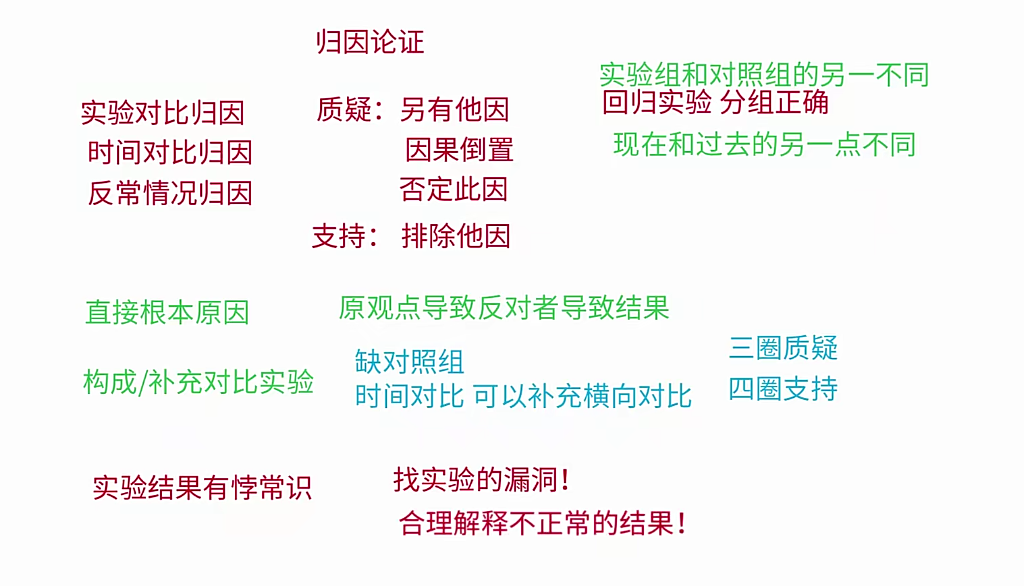 归因论证
实验组和对照组的另一不同
实验对比归因
质疑：另有他因
回归实验 分组正确
时间对比归因
因果倒置
现在和过去的另一点不同
反常情况归因
否定此因
支持： 排除他因
直接根本原因
原观点导致反对者导致结果
构成/补充对比实验
缺对照组
时间对比 可以补充横向对比
三圈质疑
四圈支持
实验结果有悖常识
找实验的漏洞！
合理解释不正常的结果！